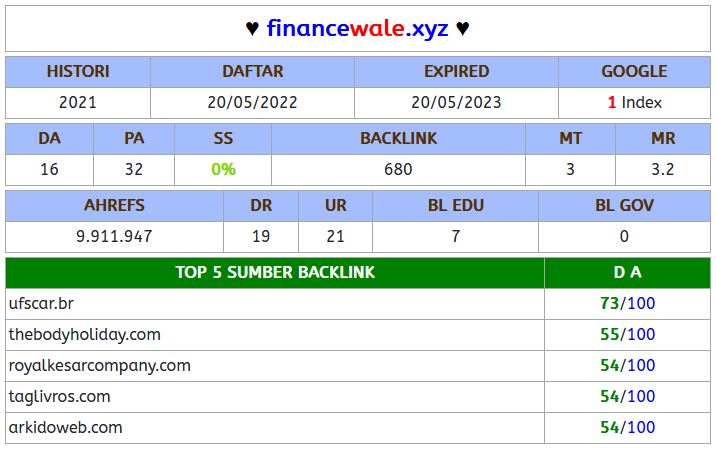 ♥ financewale.xyz ♥
HISTORI DAFTAR ExPIRED GOOGLE
2021 20/05/2022 20/05/2023 1 Index
DA PA SS BACKLINK MT MR
16 32 0% 680 3 3.2
AHREFS DR UR BL EDU BL GOV
9.911.947 19 21 7 0
TOP 5 SUMBER BACKLINK D A
ufscar.br 73/100
thebodyholiday.com 55/100
royalkesarcompany.com 54/100
taglivros.com 54/100
arkidoweb.com 54/100